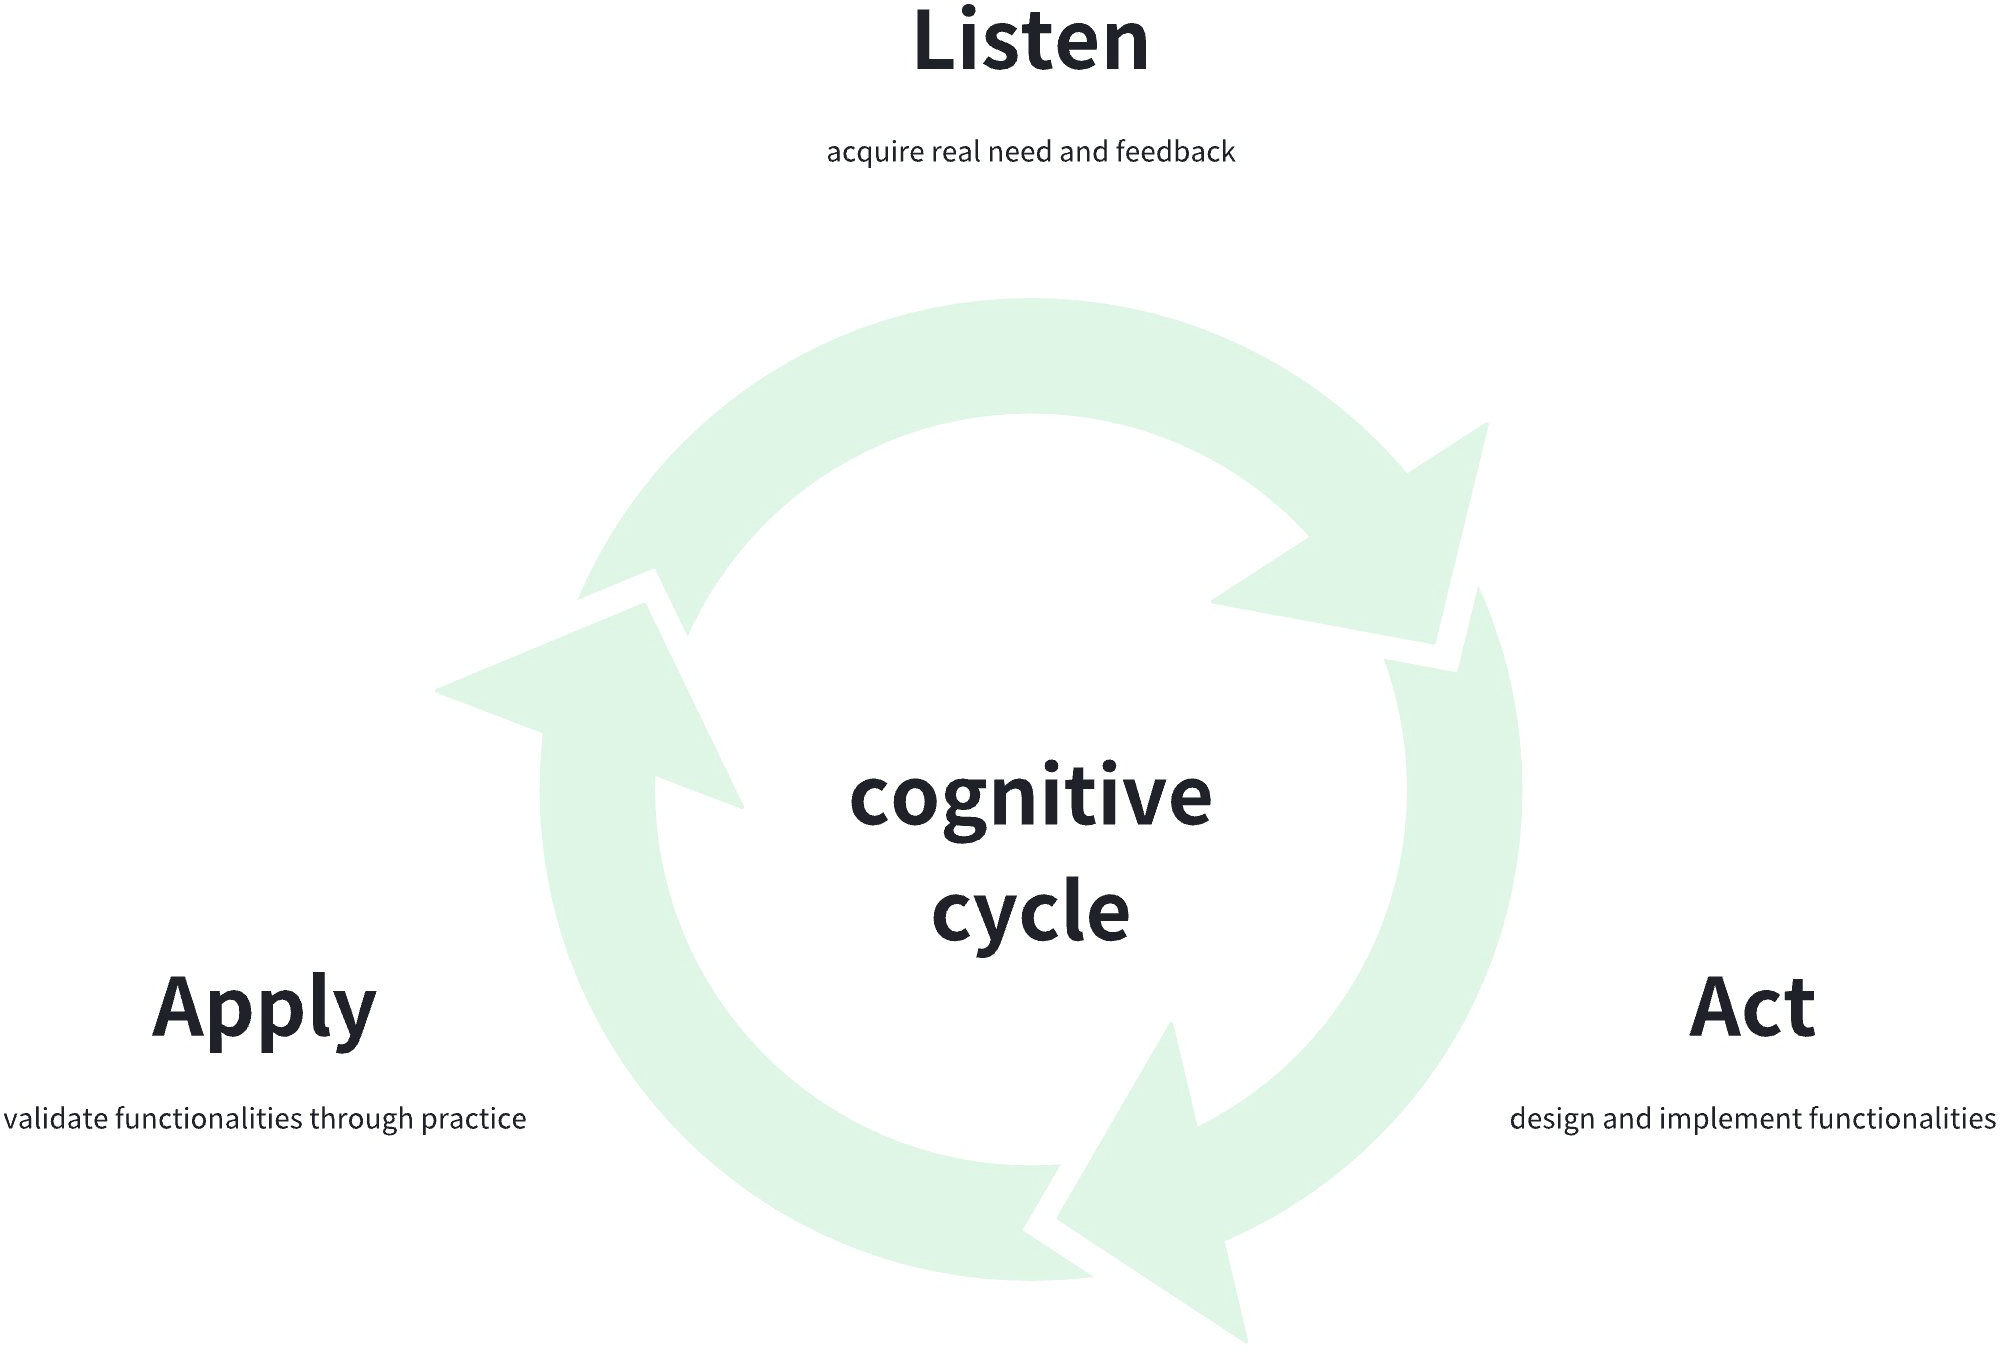 Listen
acquire real need and feedback
cognitive
cycle
Apply
validate functionalities through practice
Act
design and implement functionalities